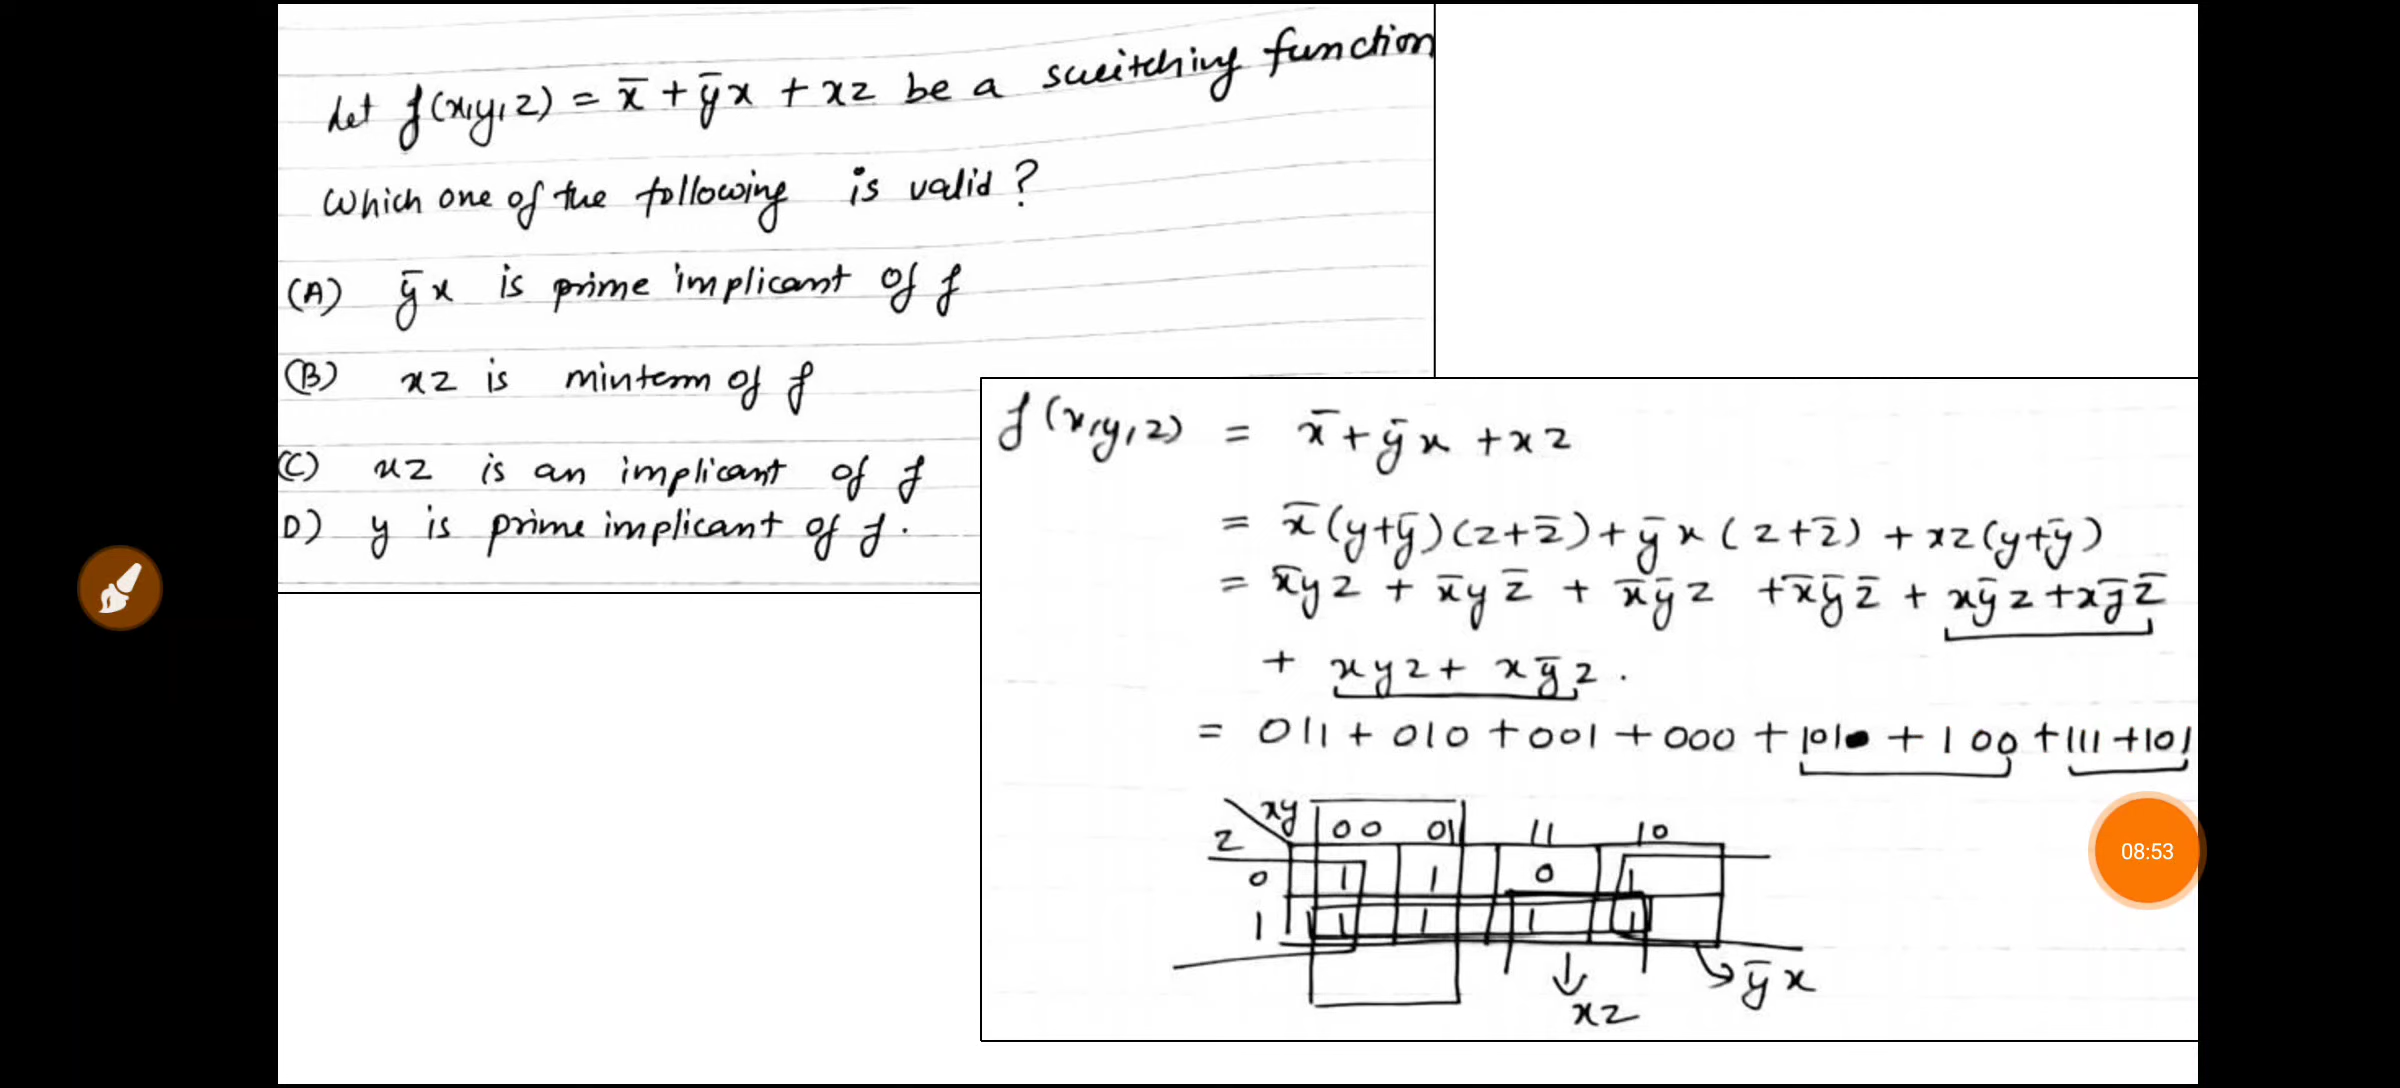 Let f(x,y,z) = x̄ + ȳx + xz be a switching function
Which one of the following is valid?
(A) ȳx is prime implicant of f
(B) xz is minterm of f
(C) xz is an implicant of f
D) y is prime implicant of f.
f(x,y,z) = x̄ + ȳx + xz
= x̄(y+ȳ)(z+z̄) + ȳx(z+z̄) + xz(y+ȳ)
= x̄yz + x̄yz̄ + x̄ȳz + x̄ȳz̄ + xȳz + xȳz̄
+ xyz + xȳz.
= 011 + 010 + 001 + 000 + 101 + 100 + 111 + 101
xy
z 00 01 11 10
0 1 1 0 1
1 1 1 1 1
ȳx
xz
08:53